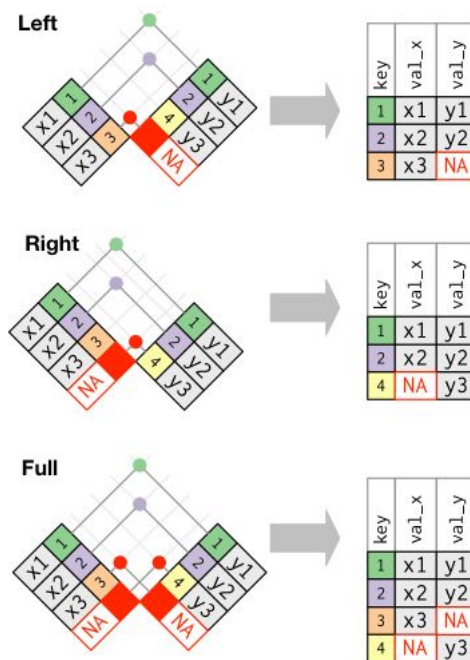 Left
x1 1 1 y1
x2 2 2 y2
x3 3 4 y3
NA
key val_x val_y
1 x1 y1
2 x2 y2
3 x3 NA
Right
x1 1 1 y1
x2 2 2 y2
x3 3 4 y3
NA
key val_x val_y
1 x1 y1
2 x2 y2
4 NA y3
Full
x1 1 1 y1
x2 2 2 y2
x3 3 4 y3
NA NA
key val_x val_y
1 x1 y1
2 x2 y2
3 x3 NA
4 NA y3